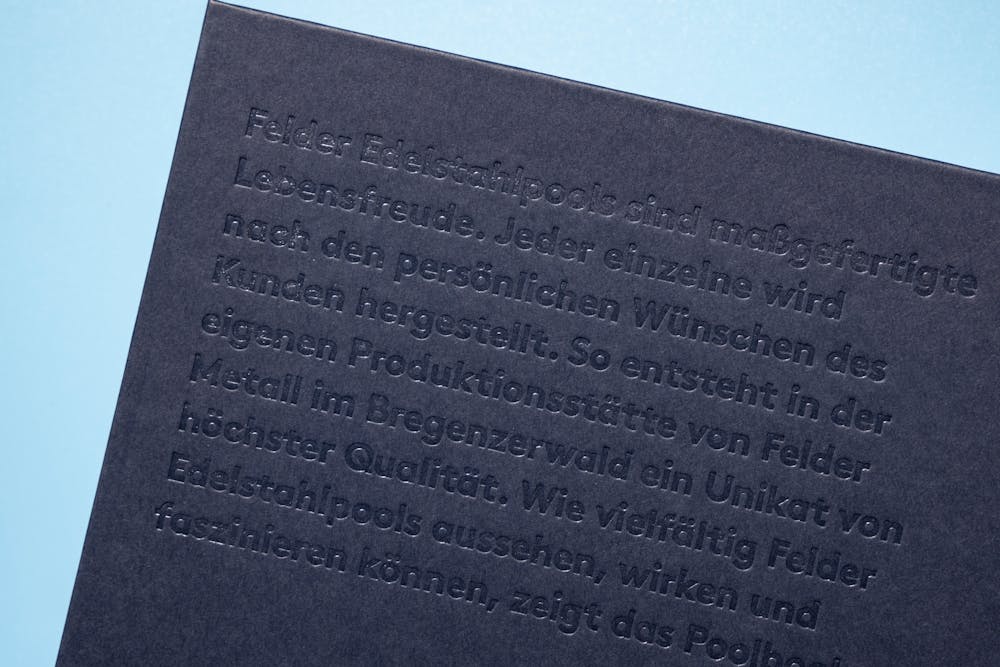 Felder Edelstahlpools sind maßgefertigte
Lebensfreude. Jeder einzelne wird
nach den persönlichen Wünschen des
Kunden hergestellt. So entsteht in der
eigenen Produktionsstätte von Felder
Metall im Bregenzerwald ein Unikat von
höchster Qualität. Wie vielfältig Felder
Edelstahlpools aussehen, wirken und
faszinieren können, zeigt das